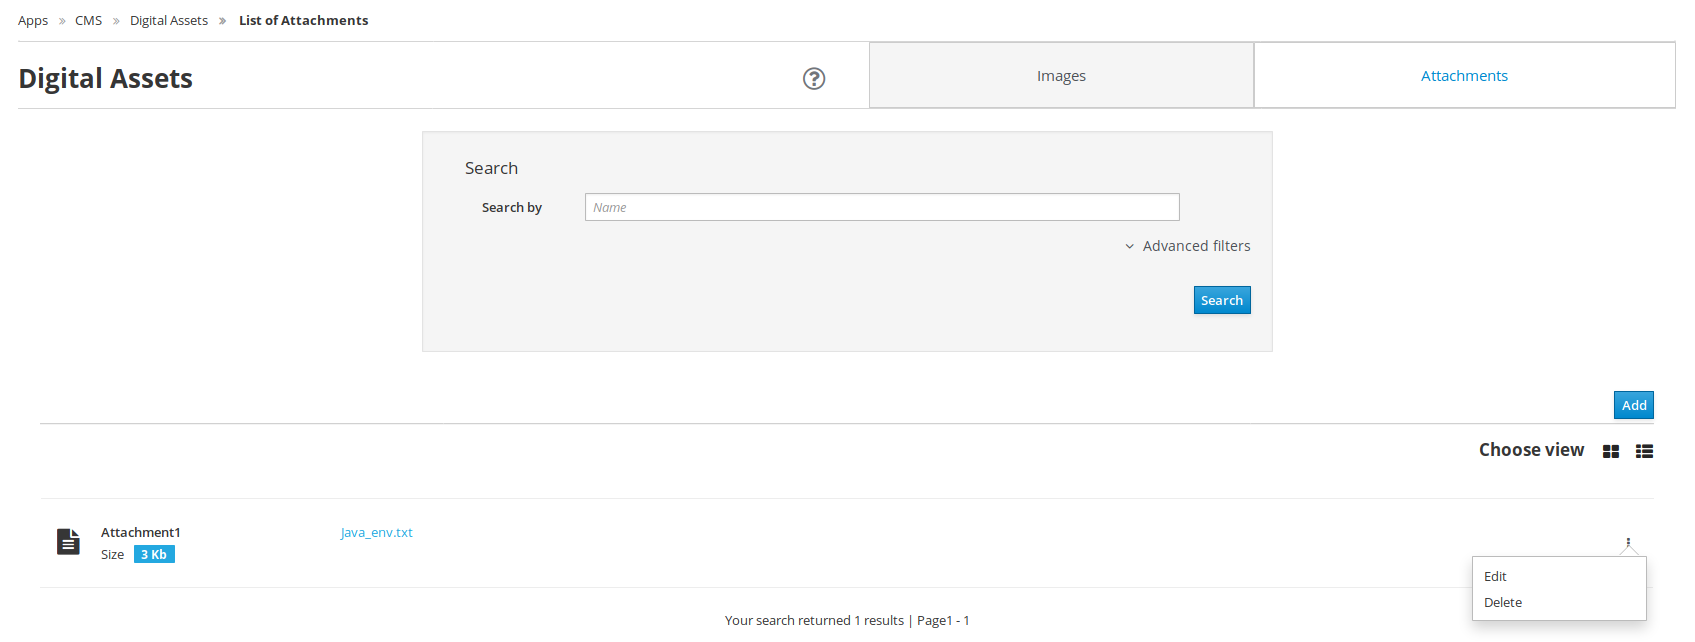 Apps » CMS » Digital Assets » List of Attachments
Digital Assets
Images
Attachments
Search
Search by
Name
Advanced filters
Search
Add
Choose view
Attachment1
Java_env.txt
Size 3 Kb
Edit
Delete
Your search returned 1 results | Page1 - 1